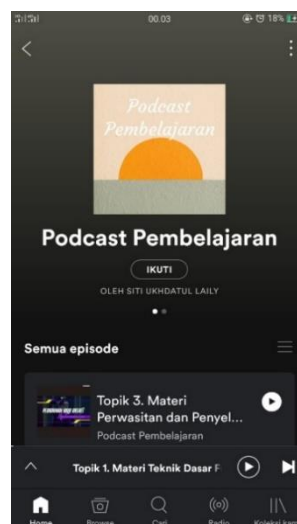 00.03
18%
Podcast
Pembelajaran
Podcast Pembelajaran
IKUTI
OLEH SITI UKHDATUL LAILY
Semua episode
Topik 3. Materi
Perwasitan dan Penyel...
Podcast Pembelajaran
Topik 1. Materi Teknik Dasar F
Home Browse Cari Radio Koleksi